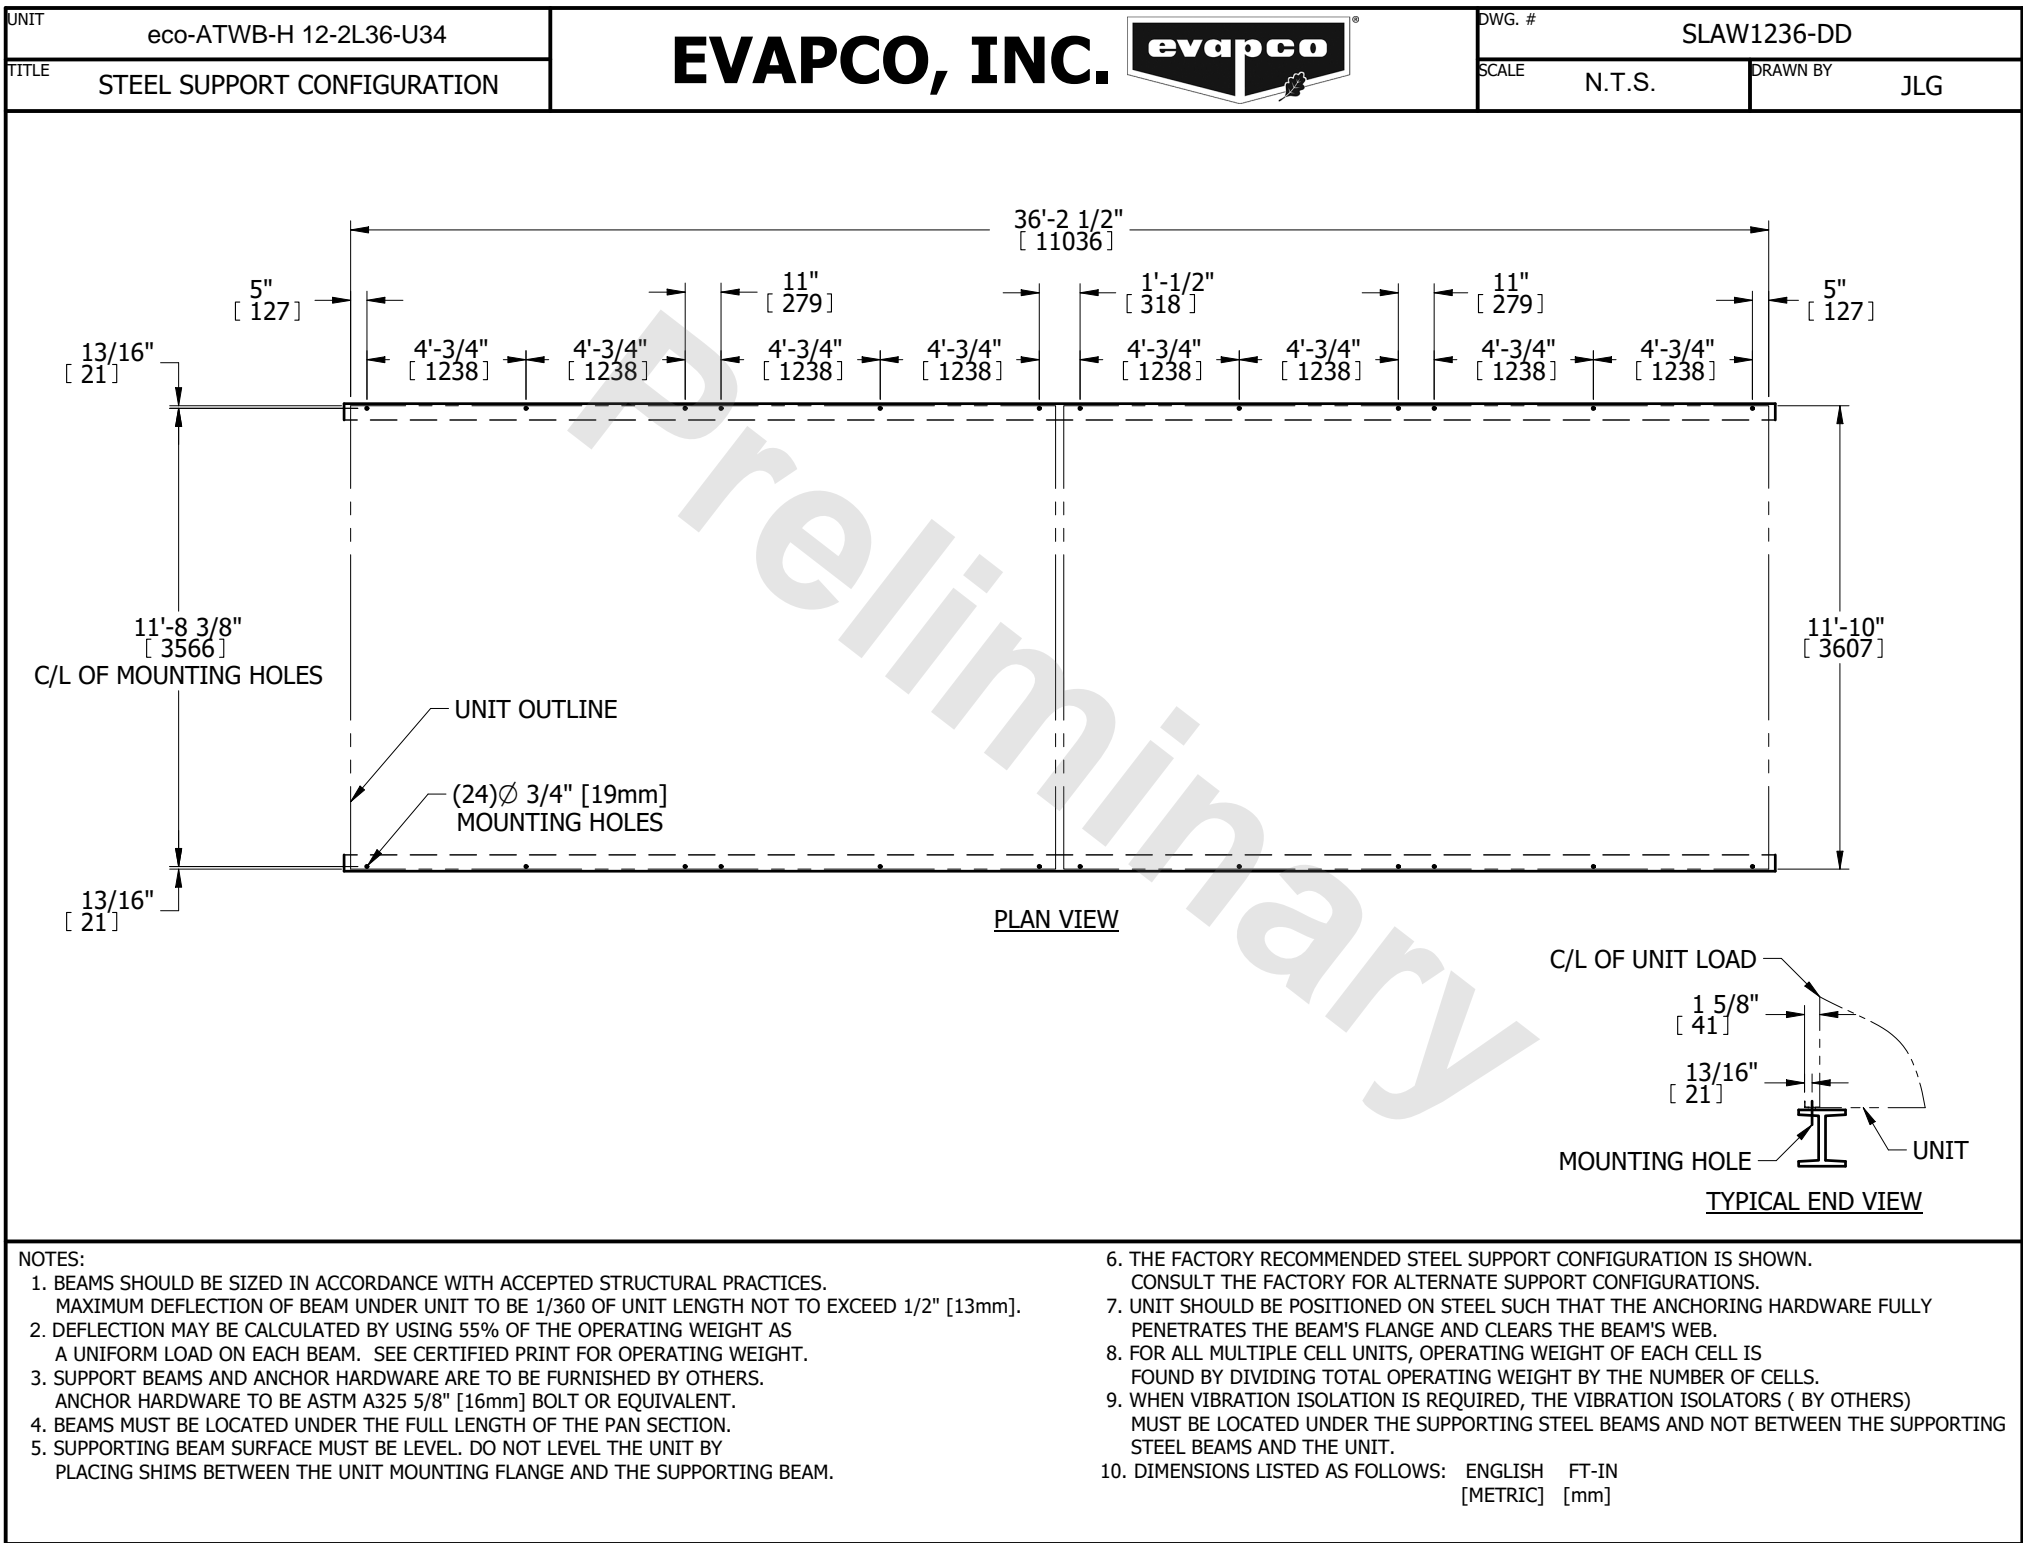 UNIT
eco-ATWB-H 12-2L36-U34
TITLE
STEEL SUPPORT CONFIGURATION
EVAPCO, INC.
evapco
®
DWG. #
SLAW1236-DD
SCALE
N.T.S.
DRAWN BY
JLG
36'-2 1/2"
[ 11036]
5"
[ 127]
11"
[ 279]
1'-1/2"
[ 318 ]
11"
[ 279]
5"
[ 127]
13/16"
[ 21]
4'-3/4"
[ 1238]
4'-3/4"
[ 1238]
4'-3/4"
[ 1238]
4'-3/4"
[ 1238]
4'-3/4"
[ 1238]
4'-3/4"
[ 1238]
4'-3/4"
[ 1238]
4'-3/4"
[ 1238]
11'-8 3/8"
[ 3566]
C/L OF MOUNTING HOLES
11'-10"
[ 3607]
UNIT OUTLINE
(24)∅ 3/4" [19mm]
MOUNTING HOLES
13/16"
[ 21]
PLAN VIEW
Preliminary
C/L OF UNIT LOAD
1 5/8"
[ 41]
13/16"
[ 21]
MOUNTING HOLE
UNIT
TYPICAL END VIEW
NOTES:
1. BEAMS SHOULD BE SIZED IN ACCORDANCE WITH ACCEPTED STRUCTURAL PRACTICES.
MAXIMUM DEFLECTION OF BEAM UNDER UNIT TO BE 1/360 OF UNIT LENGTH NOT TO EXCEED 1/2" [13mm].
2. DEFLECTION MAY BE CALCULATED BY USING 55% OF THE OPERATING WEIGHT AS
A UNIFORM LOAD ON EACH BEAM. SEE CERTIFIED PRINT FOR OPERATING WEIGHT.
3. SUPPORT BEAMS AND ANCHOR HARDWARE ARE TO BE FURNISHED BY OTHERS.
ANCHOR HARDWARE TO BE ASTM A325 5/8" [16mm] BOLT OR EQUIVALENT.
4. BEAMS MUST BE LOCATED UNDER THE FULL LENGTH OF THE PAN SECTION.
5. SUPPORTING BEAM SURFACE MUST BE LEVEL. DO NOT LEVEL THE UNIT BY
PLACING SHIMS BETWEEN THE UNIT MOUNTING FLANGE AND THE SUPPORTING BEAM.
6. THE FACTORY RECOMMENDED STEEL SUPPORT CONFIGURATION IS SHOWN.
CONSULT THE FACTORY FOR ALTERNATE SUPPORT CONFIGURATIONS.
7. UNIT SHOULD BE POSITIONED ON STEEL SUCH THAT THE ANCHORING HARDWARE FULLY
PENETRATES THE BEAM'S FLANGE AND CLEARS THE BEAM'S WEB.
8. FOR ALL MULTIPLE CELL UNITS, OPERATING WEIGHT OF EACH CELL IS
FOUND BY DIVIDING TOTAL OPERATING WEIGHT BY THE NUMBER OF CELLS.
9. WHEN VIBRATION ISOLATION IS REQUIRED, THE VIBRATION ISOLATORS ( BY OTHERS)
MUST BE LOCATED UNDER THE SUPPORTING STEEL BEAMS AND NOT BETWEEN THE SUPPORTING
STEEL BEAMS AND THE UNIT.
10. DIMENSIONS LISTED AS FOLLOWS: ENGLISH FT-IN
[METRIC] [mm]